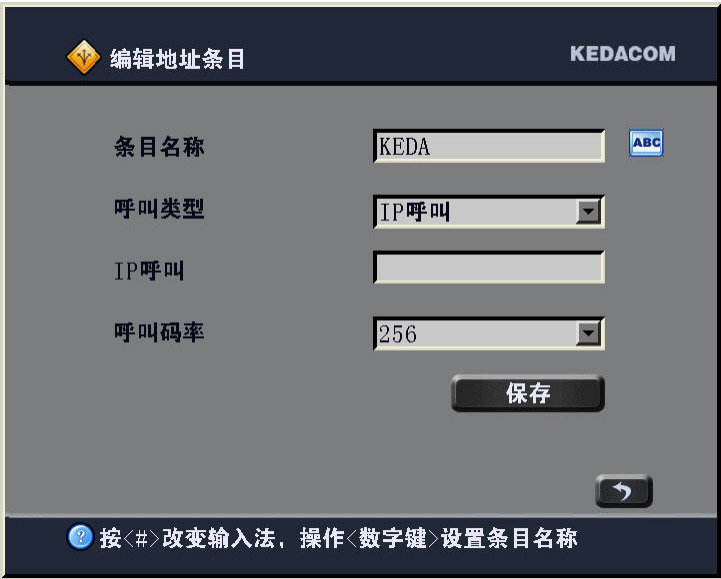 编辑地址条目
KEDACOM
条目名称 KEDA ABC
呼叫类型 IP呼叫
IP呼叫
呼叫码率 256
保存
按<#>改变输入法，操作<数字键>设置条目名称